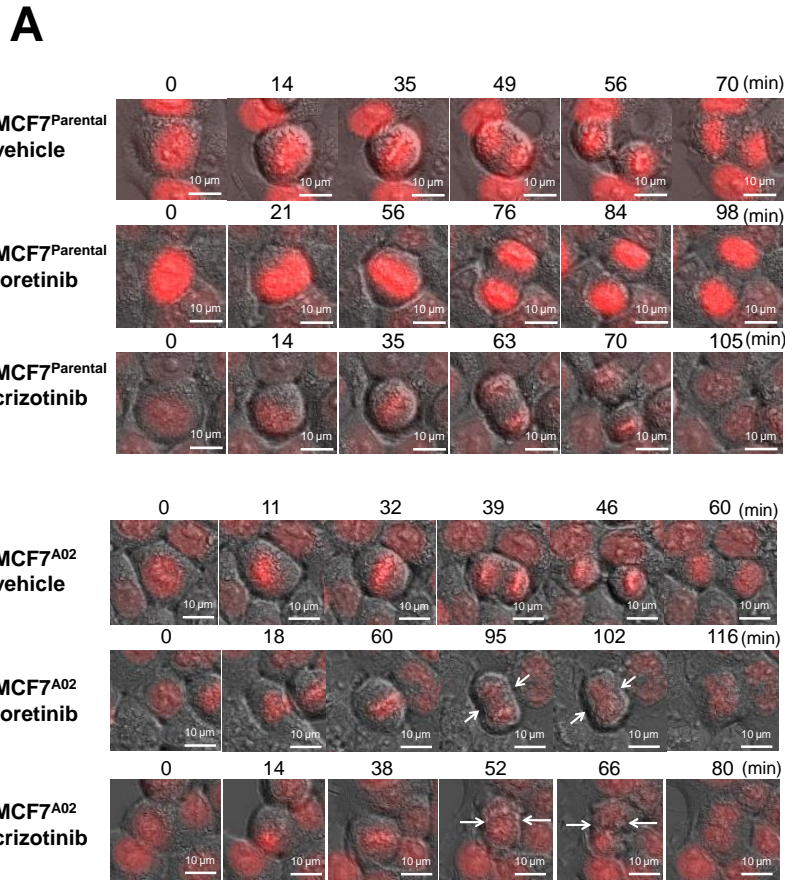 A
0 14 35 49 56 70 (min)
MCF7Parental
vehicle
10 µm 10 µm 10 µm 10 µm 10 µm 10 µm
0 21 56 76 84 98 (min)
MCF7Parental
oretinib
10 µm 10 µm 10 µm 10 µm 10 µm 10 µm
0 14 35 63 70 105 (min)
MCF7Parental
crizotinib
10 µm 10 µm 10 µm 10 µm 10 µm 10 µm
0 11 32 39 46 60 (min)
MCF7A02
vehicle
10 µm 10 µm 10 µm 10 µm 10 µm 10 µm
0 18 60 95 102 116 (min)
MCF7A02
oretinib
10 µm 10 µm 10 µm 10 µm 10 µm 10 µm
0 14 38 52 66 80 (min)
MCF7A02
crizotinib
10 µm 10 µm 10 µm 10 µm 10 µm 10 µm